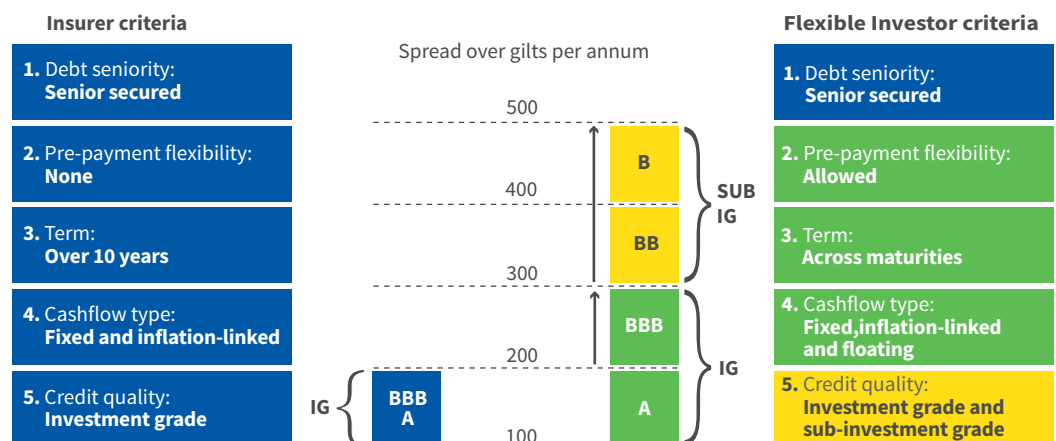 Insurer criteria
1. Debt seniority:
Senior secured
2. Pre-payment flexibility:
None
3. Term:
Over 10 years
4. Cashflow type:
Fixed and inflation-linked
5. Credit quality:
Investment grade
Spread over gilts per annum
500
B
400
SUB
IG
BB
300
BBB
200
IG
IG
BBB
A
A
100
Flexible Investor criteria
1. Debt seniority:
Senior secured
2. Pre-payment flexibility:
Allowed
3. Term:
Across maturities
4. Cashflow type:
Fixed,inflation-linked
and floating
5. Credit quality:
Investment grade and
sub-investment grade